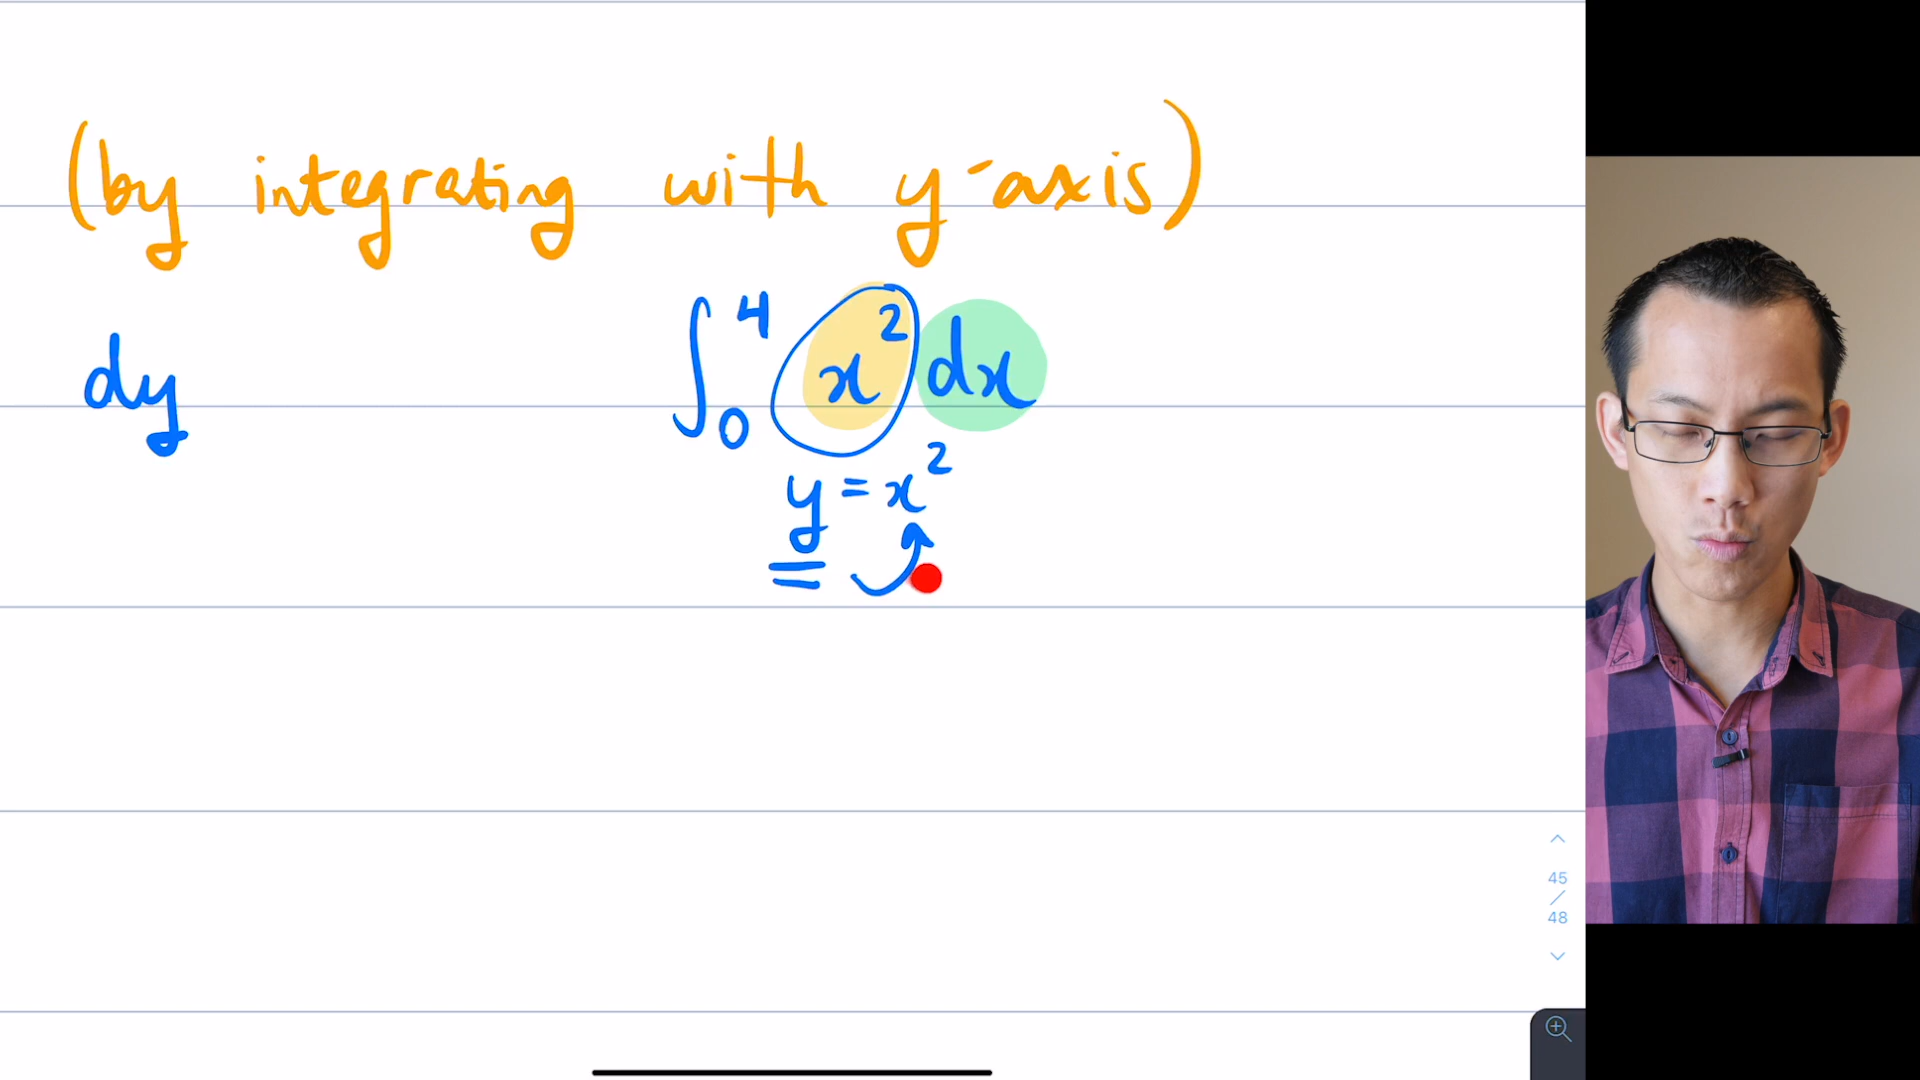 (by integrating with y-axis)
dy
∫₀⁴ x² dx
y = x²
45
/
48